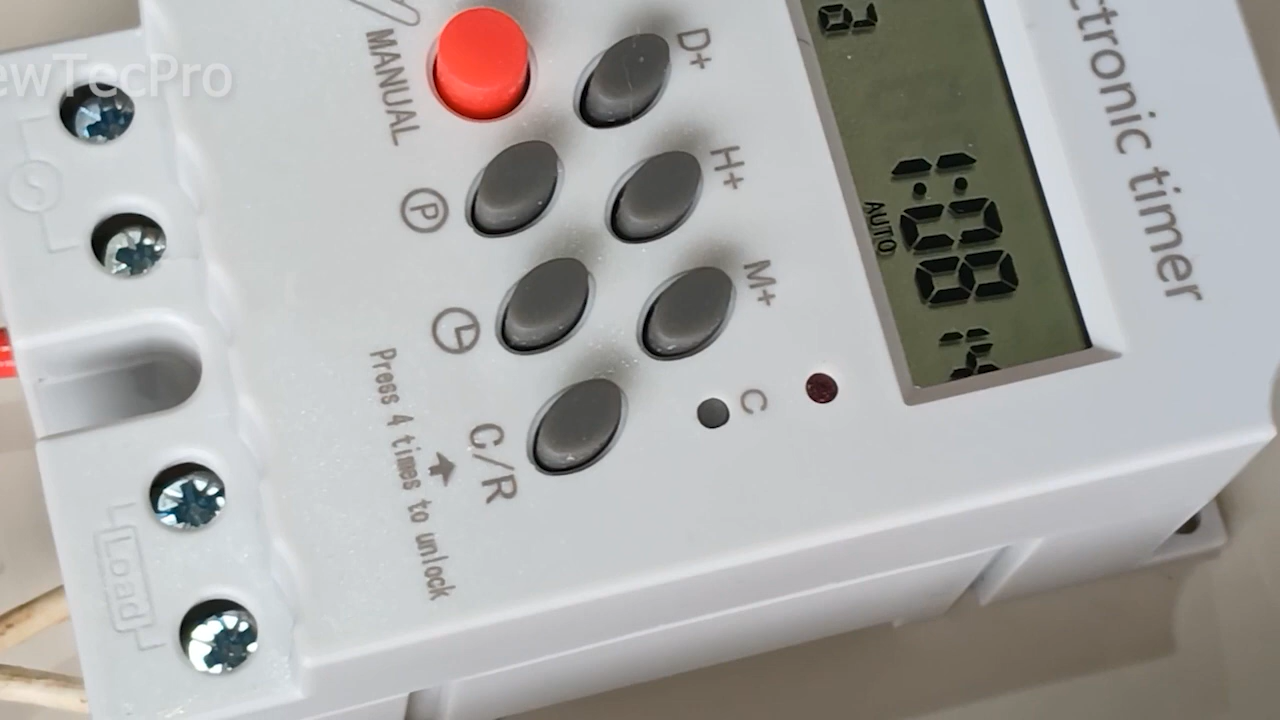 ewTecPro
ctronic timer
1:08
AUTO
D+
H+
M+
C
MANUAL
P
C/R
Press 4 times to unlock
Load